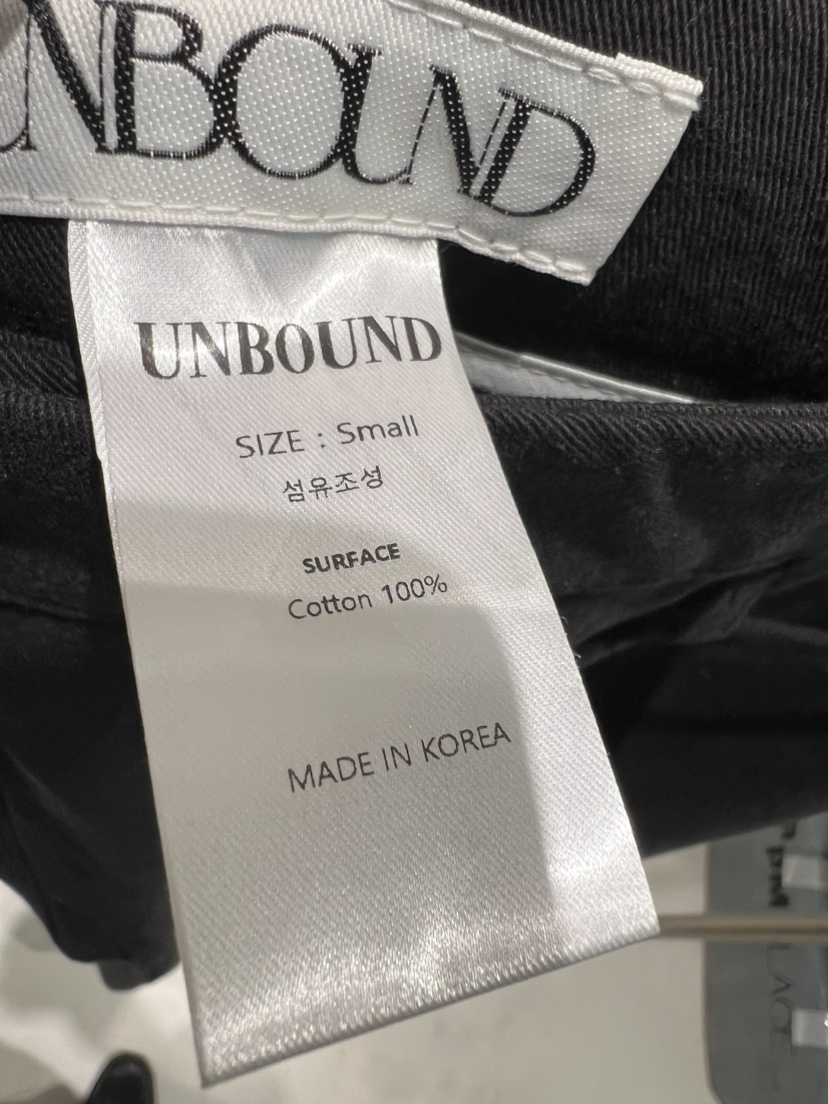 UNBOUND
UNBOUND
SIZE : Small
섬유조성
SURFACE
Cotton 100%
MADE IN KOREA